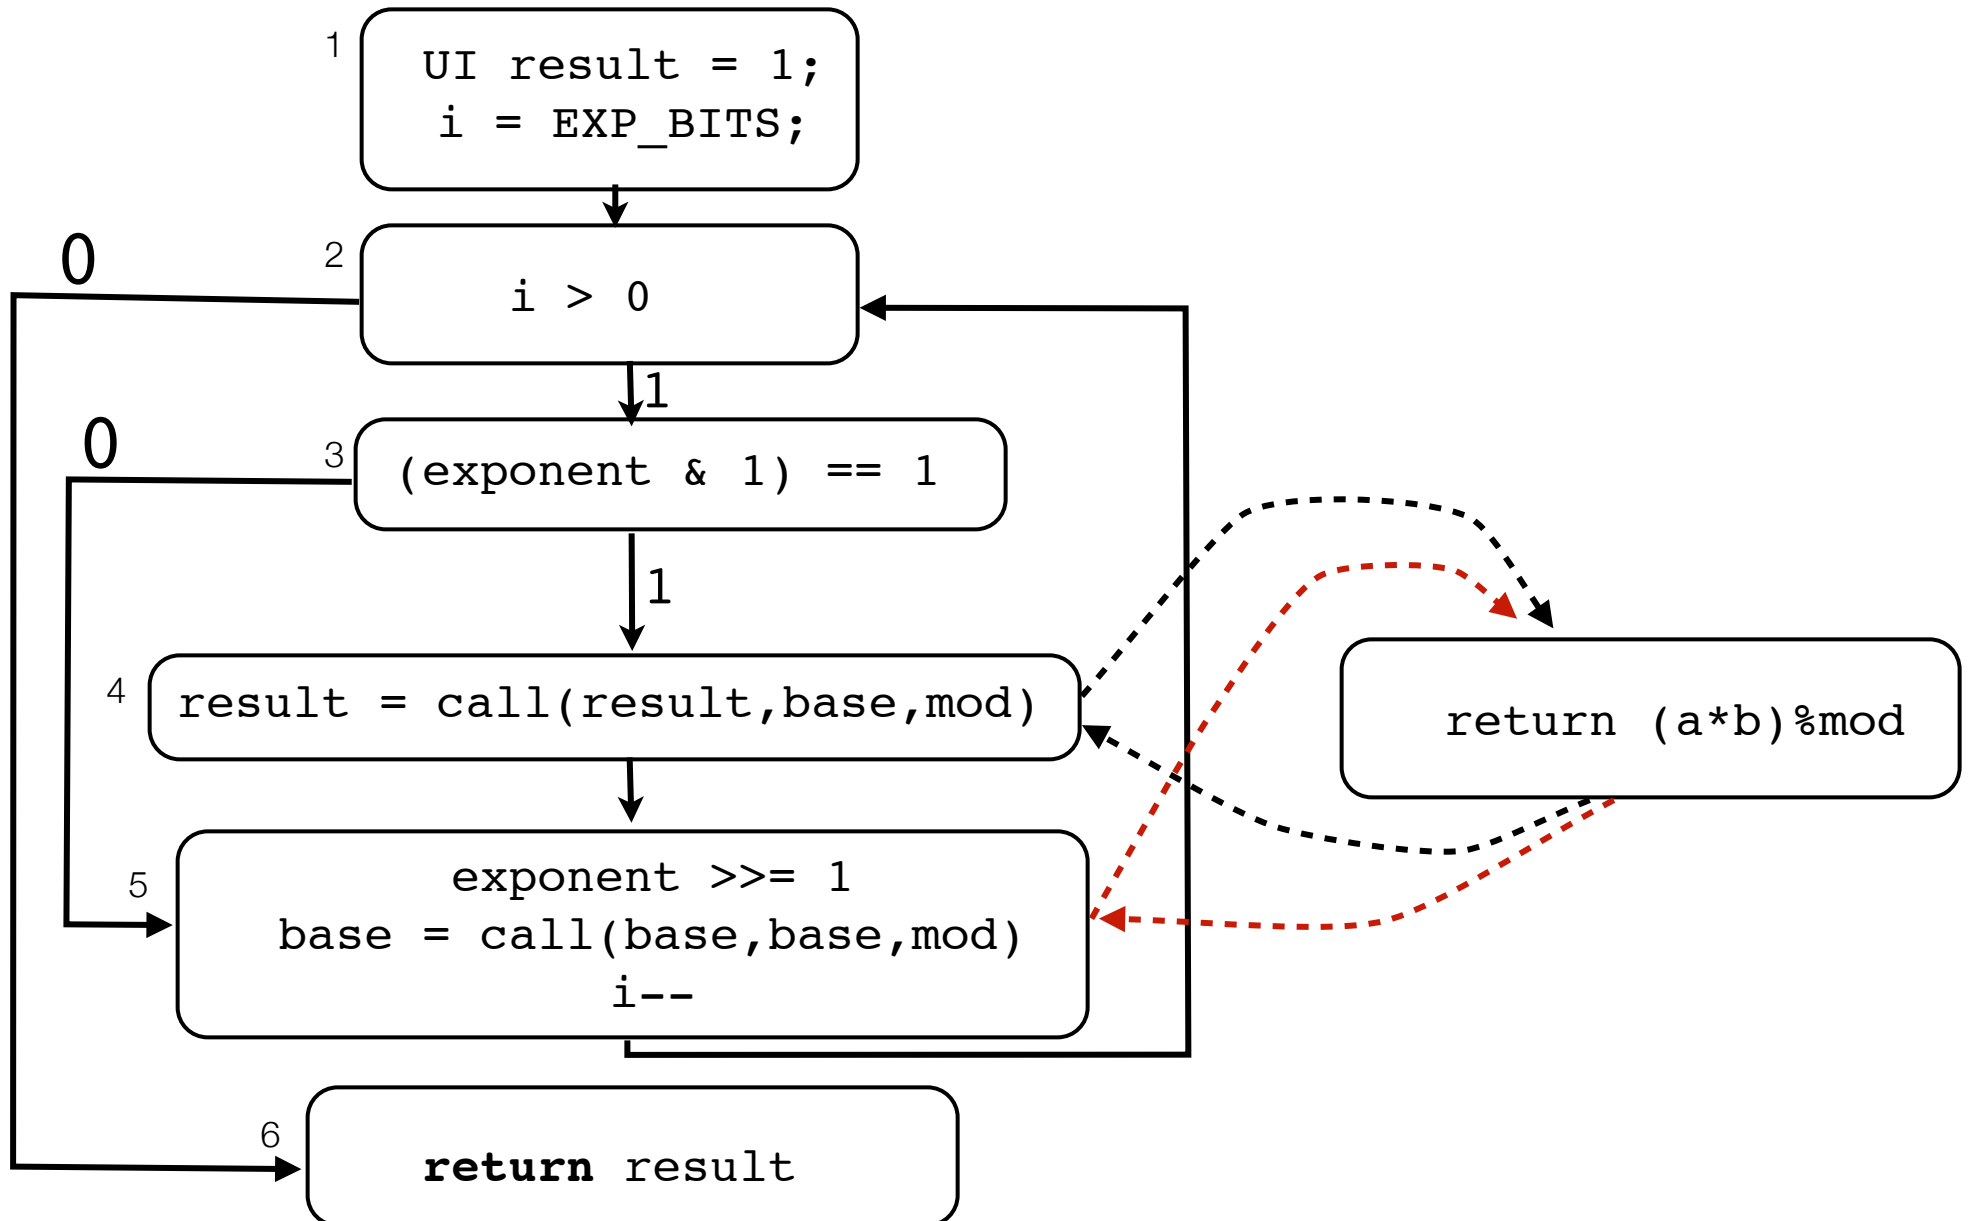 1
UI result = 1;
i = EXP_BITS;
2
0
i > 0
1
3
0
(exponent & 1) == 1
1
4
result = call(result,base,mod)
return (a*b)%mod
5
exponent >>= 1
base = call(base,base,mod)
i--
6
return result